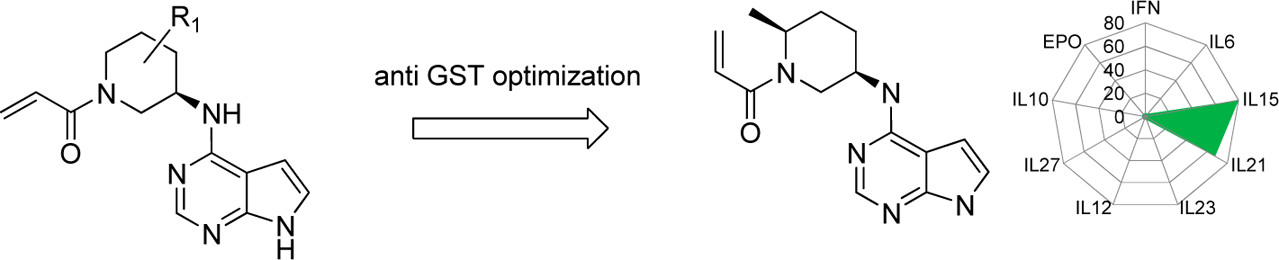 R1
N
NH
O
N
N
N
H
anti GST optimization
N
N
O
N
N
N
IFN
80
60
40
20
0
EPO
IL6
IL10
IL15
IL27
IL21
IL12
IL23